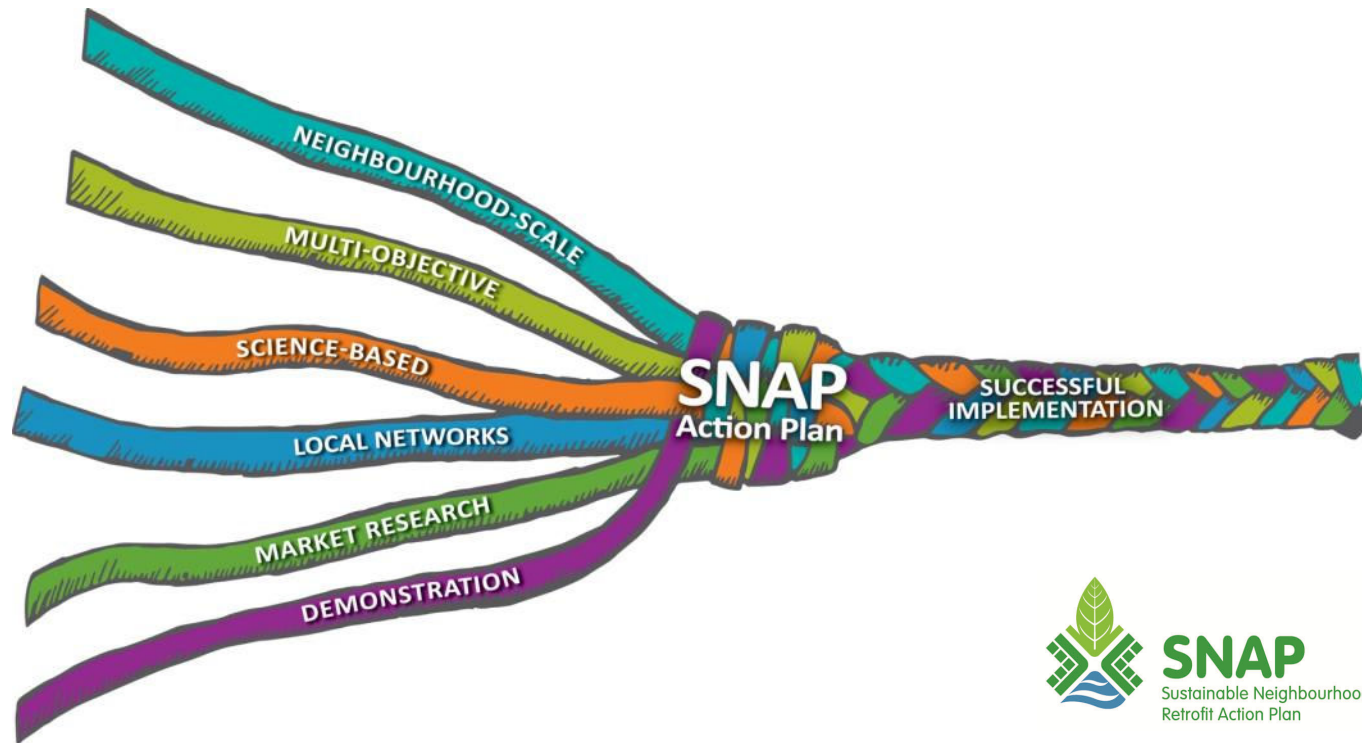 NEIGHBOURHOOD-SCALE
MULTI-OBJECTIVE
SCIENCE-BASED
LOCAL NETWORKS
MARKET RESEARCH
DEMONSTRATION
SNAP
Action Plan
SUCCESSFUL
IMPLEMENTATION
SNAP
Sustainable Neighbourhoo
Retrofit Action Plan